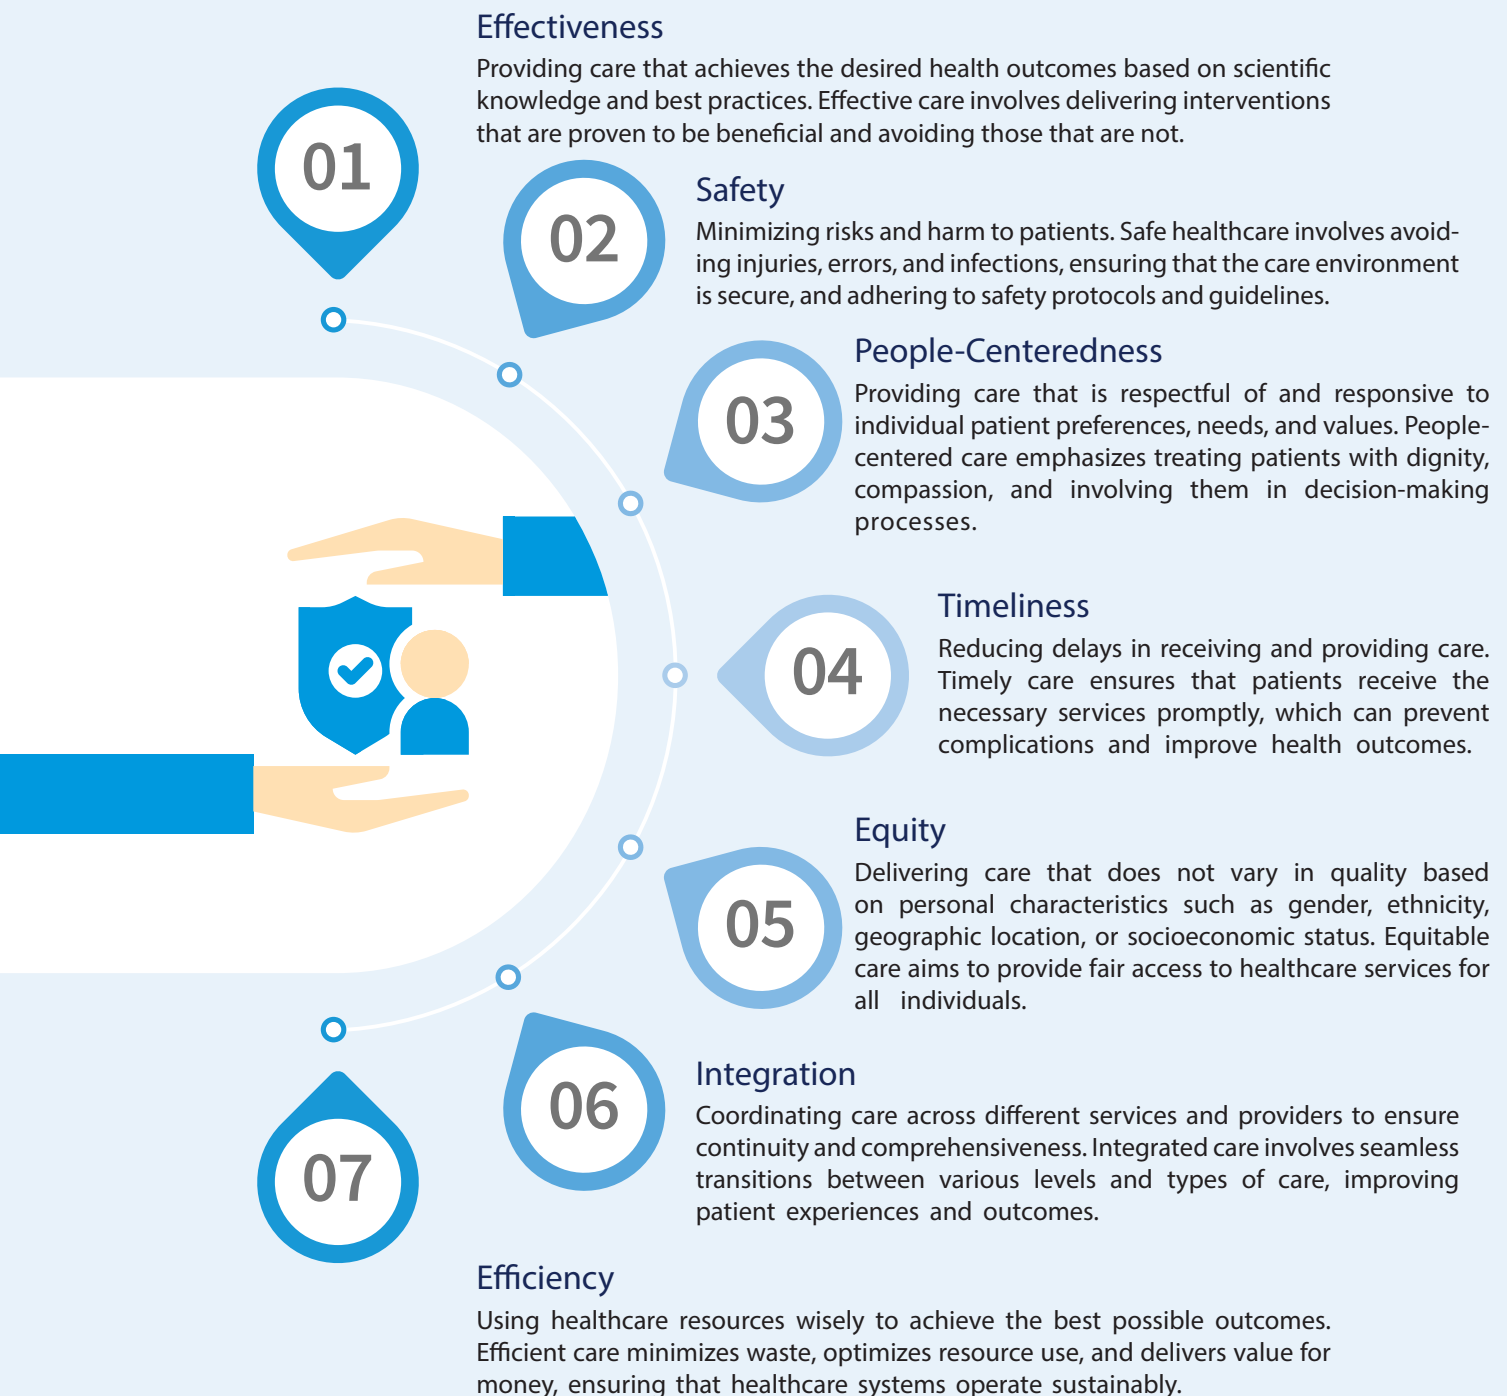 Effectiveness
Providing care that achieves the desired health outcomes based on scientific
knowledge and best practices. Effective care involves delivering interventions
that are proven to be beneficial and avoiding those that are not.
01
Safety
02
Minimizing risks and harm to patients. Safe healthcare involves avoid-
ing injuries, errors, and infections, ensuring that the care environment
is secure, and adhering to safety protocols and guidelines.
People-Centeredness
03
Providing care that is respectful of and responsive to
individual patient preferences, needs, and values. People-
centered care emphasizes treating patients with dignity,
compassion, and involving them in decision-making
processes.
Timeliness
04
Reducing delays in receiving and providing care.
Timely care ensures that patients receive the
necessary services promptly, which can prevent
complications and improve health outcomes.
Equity
05
Delivering care that does not vary in quality based
on personal characteristics such as gender, ethnicity,
geographic location, or socioeconomic status. Equitable
care aims to provide fair access to healthcare services for
all individuals.
Integration
06
Coordinating care across different services and providers to ensure
continuity and comprehensiveness. Integrated care involves seamless
transitions between various levels and types of care, improving
patient experiences and outcomes.
07
Efficiency
Using healthcare resources wisely to achieve the best possible outcomes.
Efficient care minimizes waste, optimizes resource use, and delivers value for
money, ensuring that healthcare systems operate sustainably.